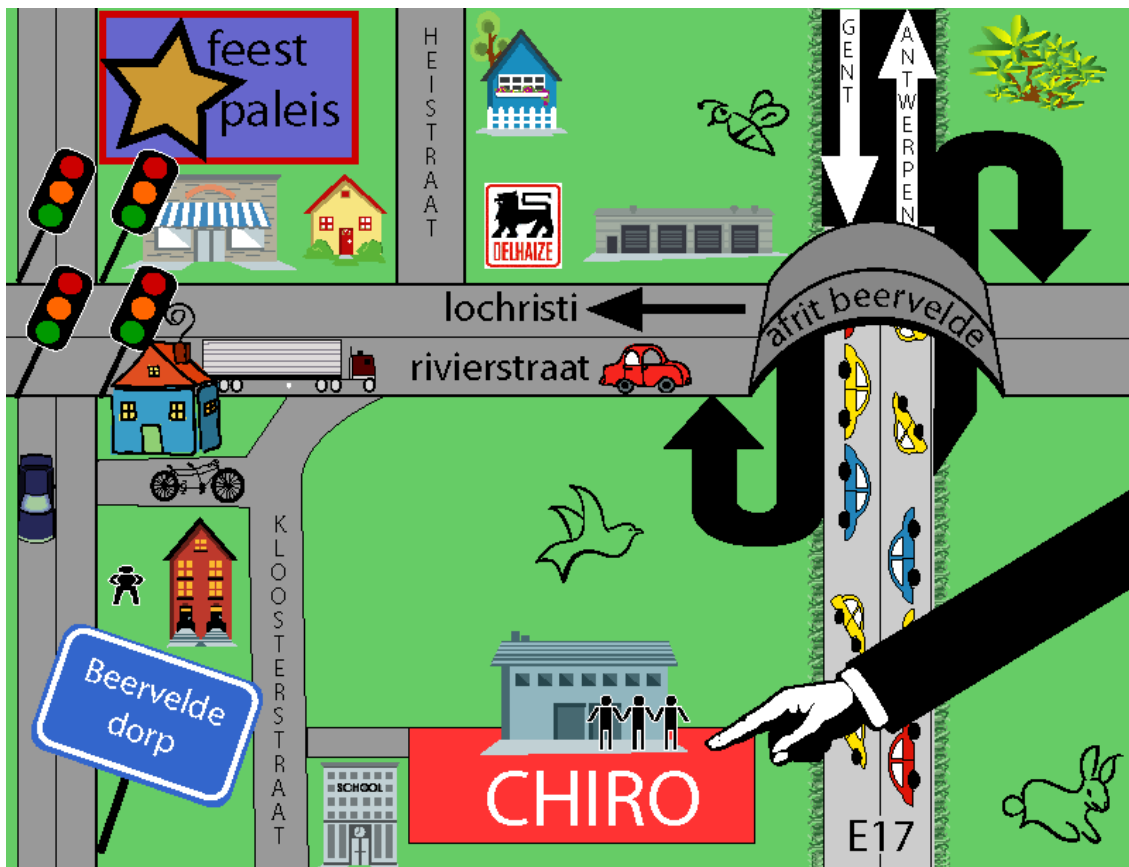 feest
paleis
HEISTRAAT
GENT
ANTWERPEN
DELHAIZE
afrit beervelde
lochristi
rivierstraat
KLOOSTERSTRAAT
Beervelde
dorp
SCHOOL
CHIRO
E17